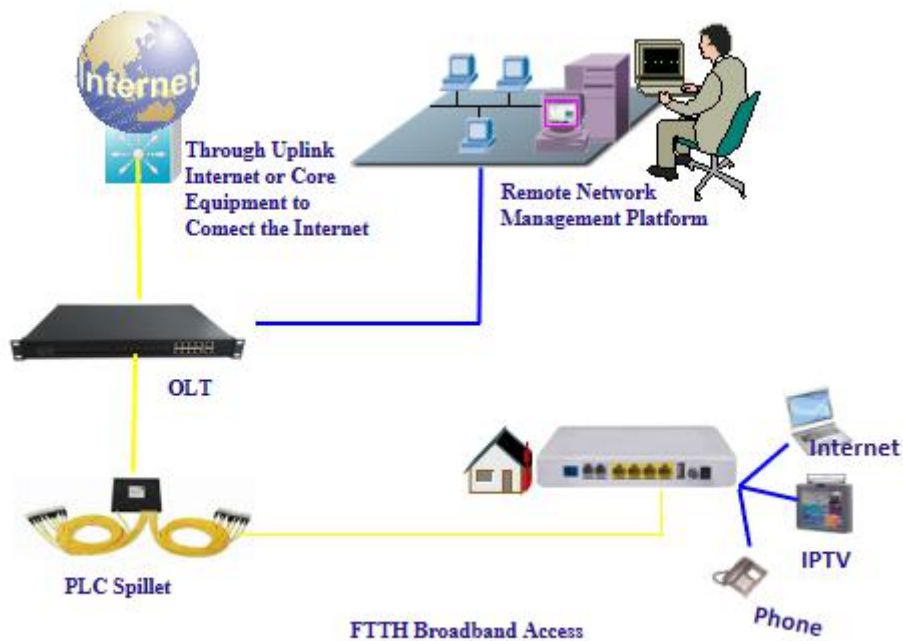 Internet
Through Uplink
Internet or Core
Equipment to
Comect the Internet
Remote Network
Management Platform
OLT
Internet
IPTV
Phone
PLC Spillet
FTTH Broadband Access